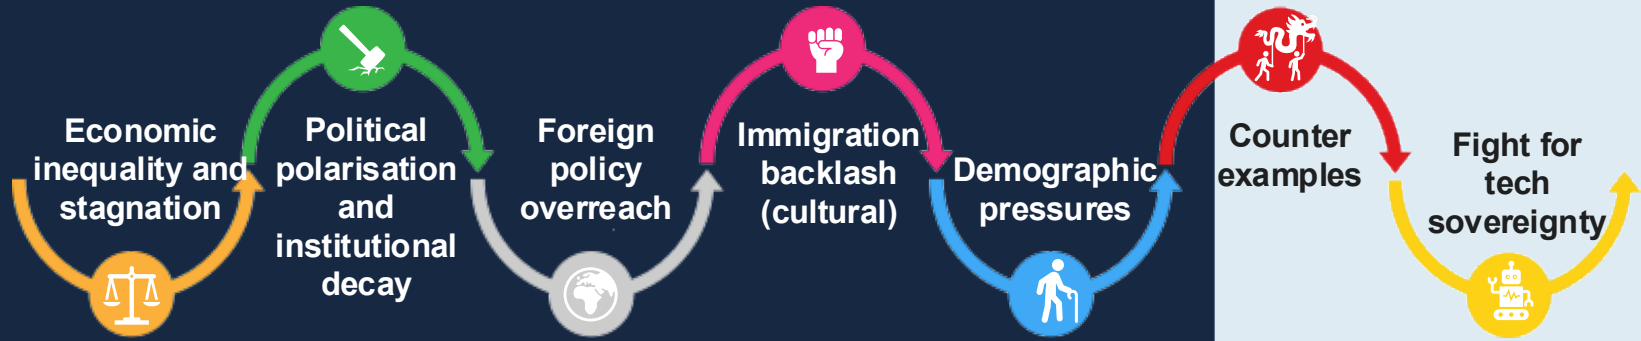 Economic
inequality and
stagnation
Political
polarisation
and
institutional
decay
Foreign
policy
overreach
Immigration
backlash
(cultural)
Demographic
pressures
Counter
examples
Fight for
tech
sovereignty